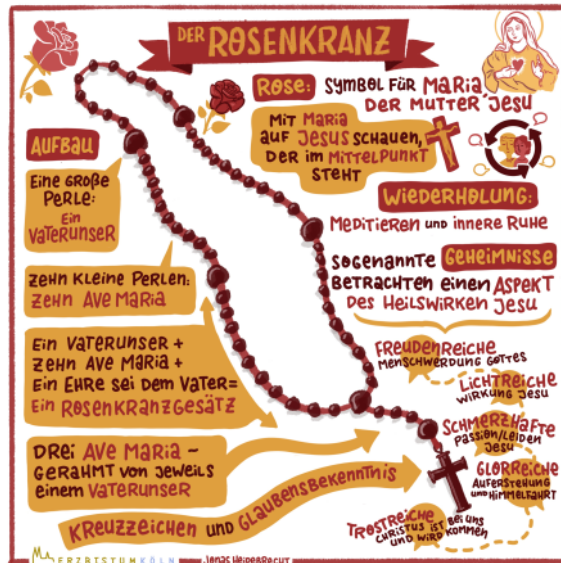 DER ROSENKRANZ
ROSE: SYMBOL FÜR MARIA
DER MUTTER JESU
MIT MARIA
AUF JESUS SCHAUEN,
DER IM MITTELPUNKT
STEHT
AUFBAU
EINE GROßE
PERLE:
EIN
VATERUNSER
WIEDERHOLUNG:
MEDITIEREN UND INNERE RUHE
ZEHN KLEINE PERLEN:
ZEHN AVE MARIA
SOGENANNTE GEHEIMNISSE
BETRACHTEN EINEN ASPEKT
DES HEILSWIRKEN JESU
EIN VATERUNSER +
ZEHN AVE MARIA +
EIN EHRE SEI DEM VATER=
EIN ROSENKRANZGESÄTZ
FREUDENREICHE
MENSCHWERDUNG GOTTES
LICHTREICHE
WIRKUNG JESU
SCHMERZHAFTE
PASSION/LEIDEN
JESU
GLORREICHE
AUFERSTEHUNG
UND HIMMELFAHRT
TROSTREICHE
CHRISTUS IST BEI UNS
UND WIRD KOMMEN
DREI AVE MARIA –
GERAHMT VON JEWEILS
EINEM VATERUNSER
KREUZZEICHEN UND GLAUBENSBEKENNTNIS
ERZBISTUMKÖLN
JONAS HEIDEBRECHT